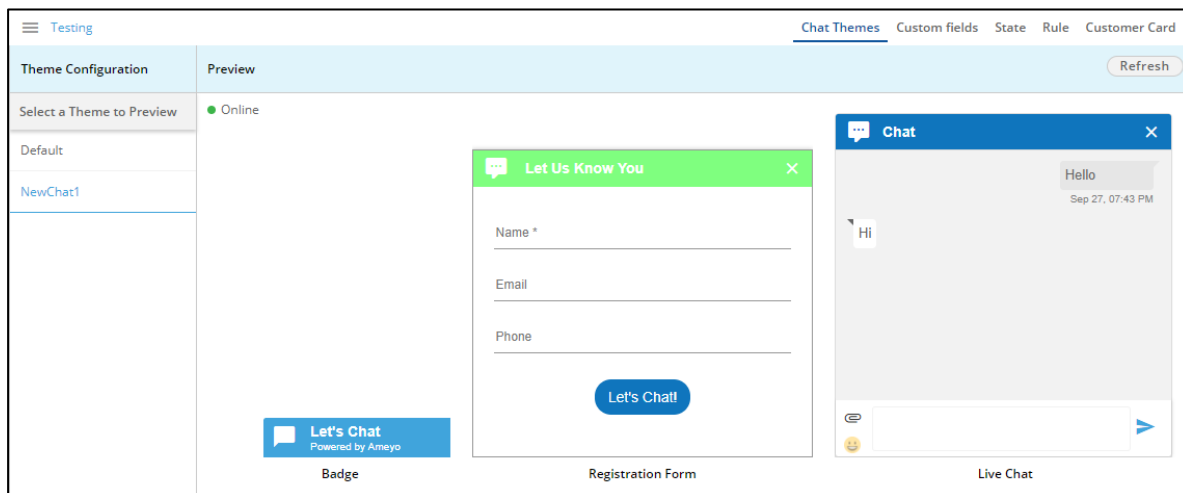 Testing
Chat Themes Custom fields State Rule Customer Card
Theme Configuration
Preview
Refresh
Select a Theme to Preview
Default
NewChat1
Online
Let's Chat
Powered by Ameyo
Badge
Let Us Know You
Name *
Email
Phone
Let's Chat!
Registration Form
Chat
Hello
Sep 27, 07:43 PM
Hi
Live Chat